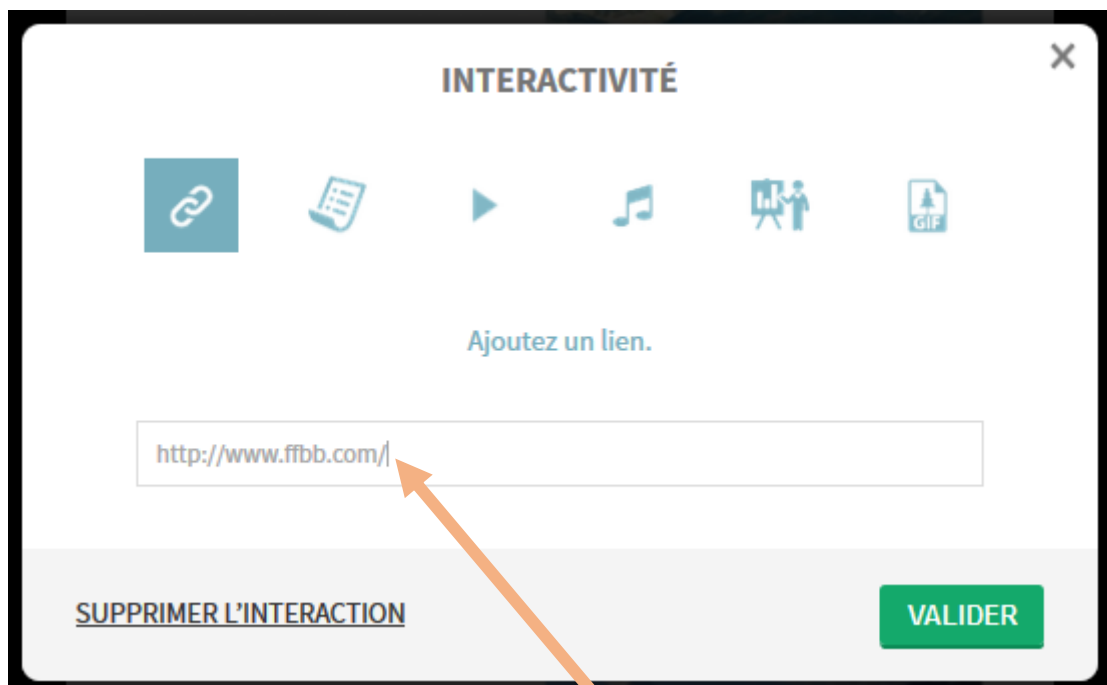 INTERACTIVITÉ
GIF
Ajoutez un lien.
http://www.ffbb.com/
SUPPRIMER L'INTERACTION
VALIDER